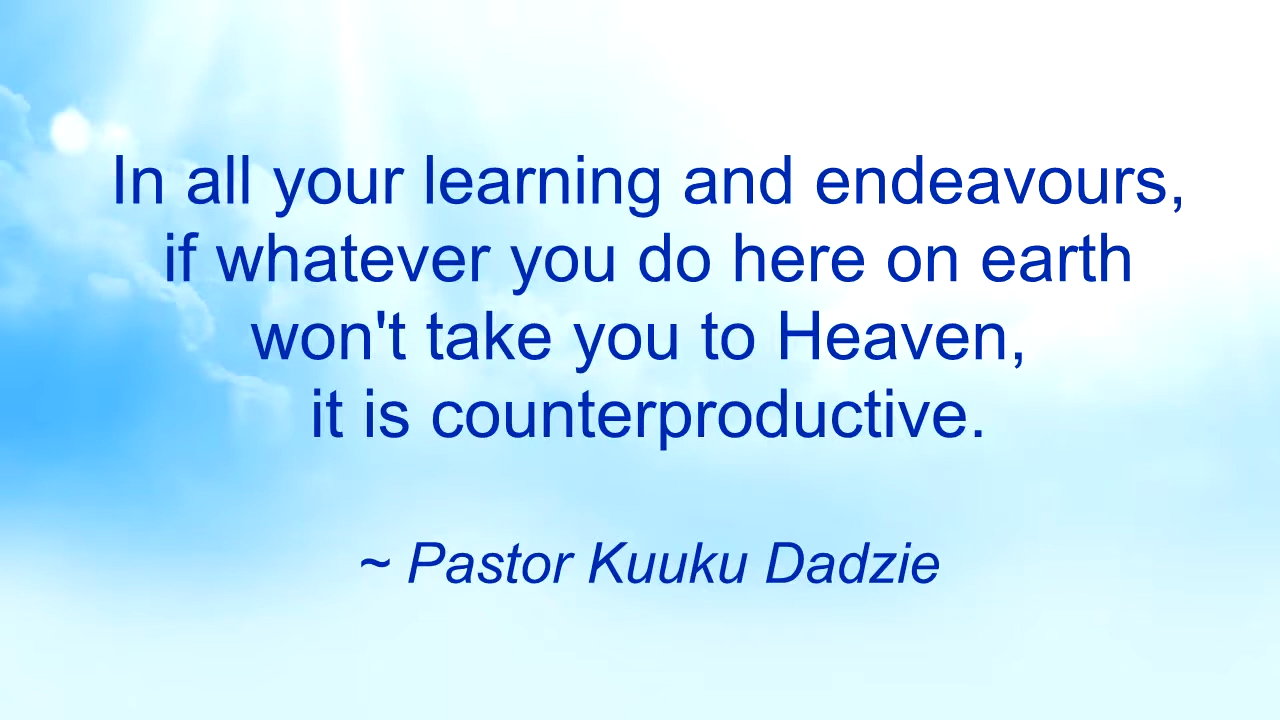 In all your learning and endeavours,
if whatever you do here on earth
won't take you to Heaven,
it is counterproductive.
~ Pastor Kuuku Dadzie